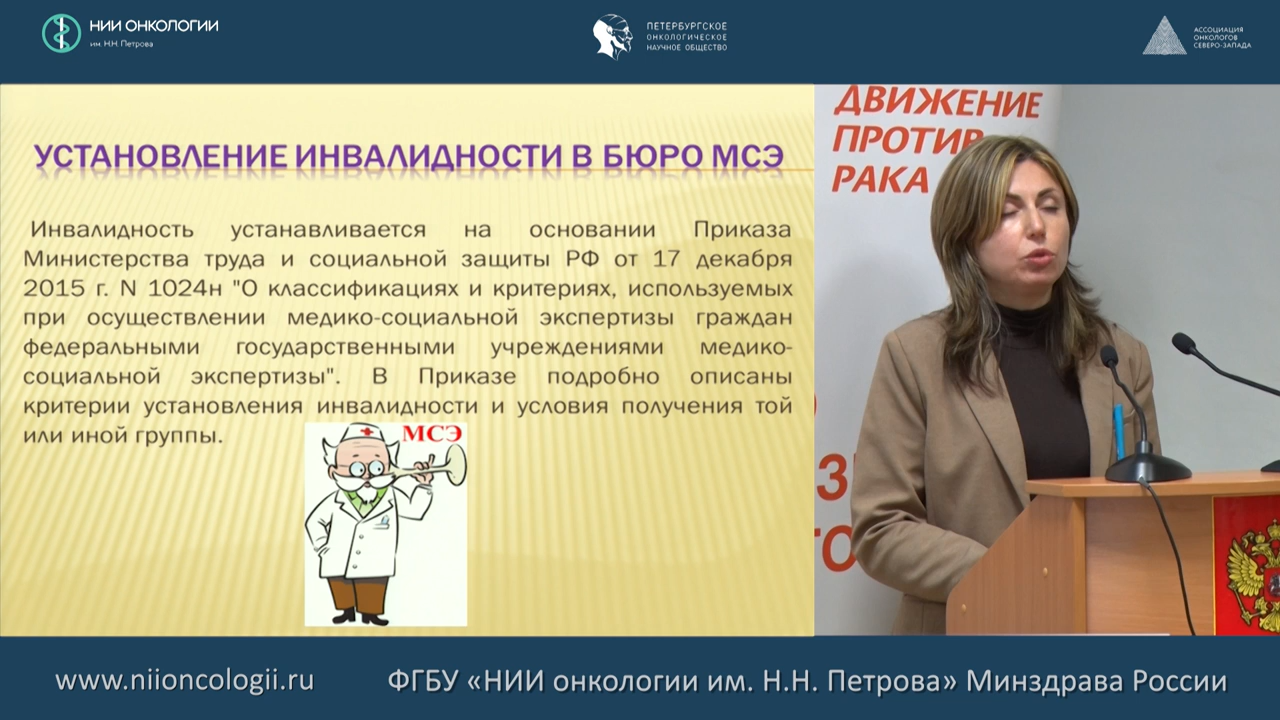 НИИ ОНКОЛОГИИ
им. Н.Н. Петрова
ПЕТЕРБУРГСКОЕ
ОНКОЛОГИЧЕСКОЕ
НАУЧНОЕ ОБЩЕСТВО
АССОЦИАЦИЯ
ОНКОЛОГОВ
СЕВЕРО-ЗАПАДА
УСТАНОВЛЕНИЕ ИНВАЛИДНОСТИ В БЮРО МСЭ
Инвалидность устанавливается на основании Приказа
Министерства труда и социальной защиты РФ от 17 декабря
2015 г. N 1024н "О классификациях и критериях, используемых
при осуществлении медико-социальной экспертизы граждан
федеральными государственными учреждениями медико-
социальной экспертизы". В Приказе подробно описаны
критерии установления инвалидности и условия получения той
или иной группы.
МСЭ
ДВИЖЕНИЕ
ПРОТИВ
РАКА
www.niioncologii.ru
ФГБУ «НИИ онкологии им. Н.Н. Петрова» Минздрава России